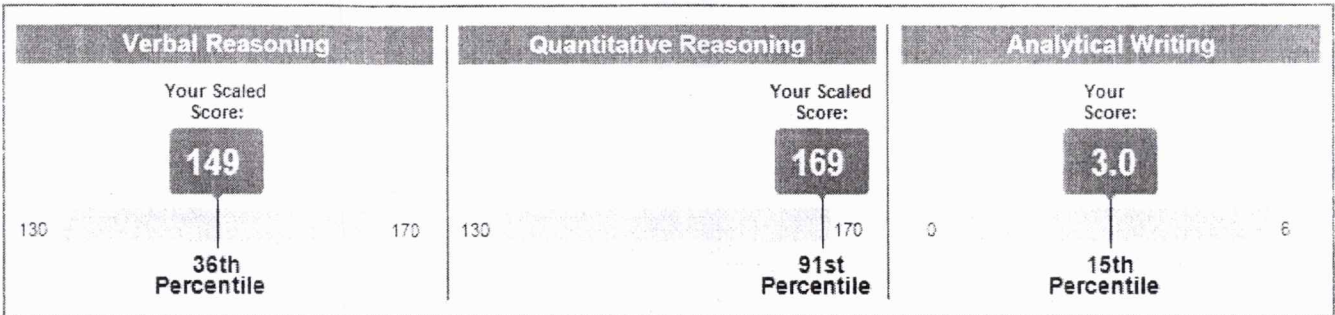 Verbal Reasoning
Your Scaled
Score:
149
130
170
36th
Percentile
Quantitative Reasoning
Your Scaled
Score:
169
130
170
91st
Percentile
Analytical Writing
Your
Score:
3.0
0
6
15th
Percentile